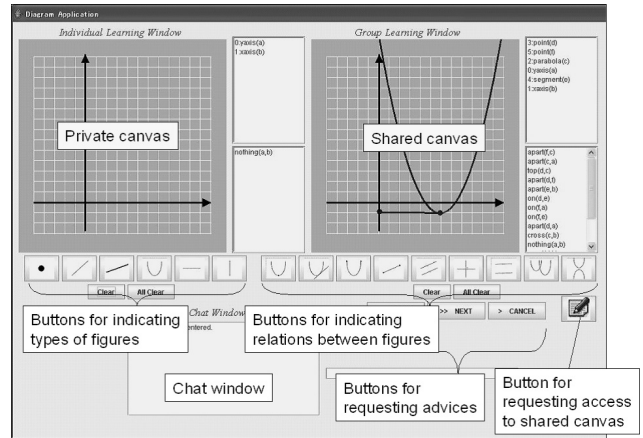 Diagram Application
Individual Learning Window
Group Learning Window
0:yaxis(a)
1:xaxis(b)
nothing(a,b)
Private canvas
Shared canvas
3:point(d)
5:point(f)
2:parabola(c)
0:yaxis(a)
4:segment(e)
1:xaxis(b)
apart(f,c)
apart(c,a)
top(d,c)
apart(d,f)
apart(e,b)
on(d,e)
on(f,a)
on(f,e)
apart(d,a)
cross(c,b)
nothing(a,b)
Clear
All Clear
Clear
All Clear
Buttons for indicating
types of figures
Chat Window
entered.
Buttons for indicating
relations between figures
>> NEXT
> CANCEL
Chat window
Buttons for
requesting advices
Button for
requesting access
to shared canvas